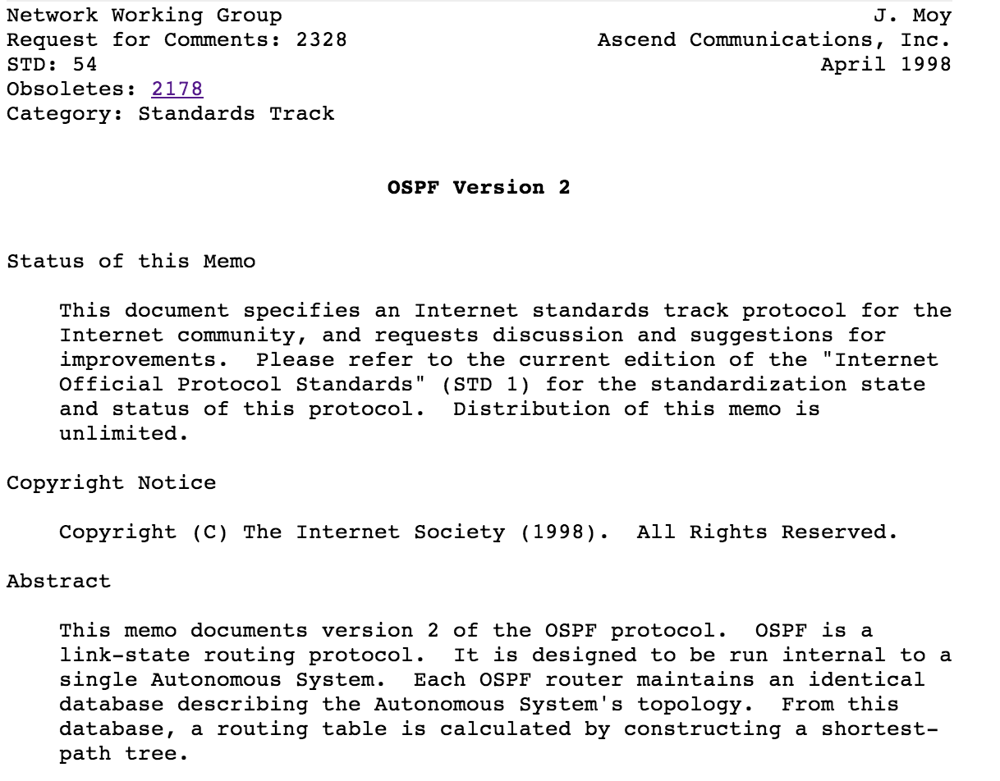 Network Working Group J. Moy
Request for Comments: 2328 Ascend Communications, Inc.
STD: 54 April 1998
Obsoletes: 2178
Category: Standards Track
OSPF Version 2
Status of this Memo
This document specifies an Internet standards track protocol for the
Internet community, and requests discussion and suggestions for
improvements.  Please refer to the current edition of the "Internet
Official Protocol Standards" (STD 1) for the standardization state
and status of this protocol.  Distribution of this memo is
unlimited.
Copyright Notice
Copyright (C) The Internet Society (1998).  All Rights Reserved.
Abstract
This memo documents version 2 of the OSPF protocol.  OSPF is a
link-state routing protocol.  It is designed to be run internal to a
single Autonomous System.  Each OSPF router maintains an identical
database describing the Autonomous System's topology.  From this
database, a routing table is calculated by constructing a shortest-
path tree.